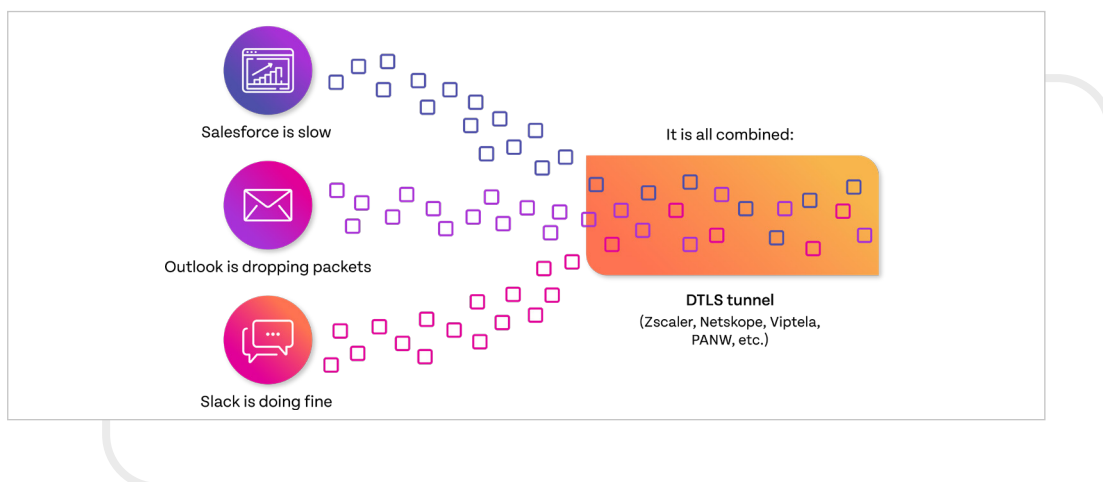 Salesforce is slow
It is all combined:
Outlook is dropping packets
DTLS tunnel
(Zscaler, Netskope, Viptela,
PANW, etc.)
Slack is doing fine